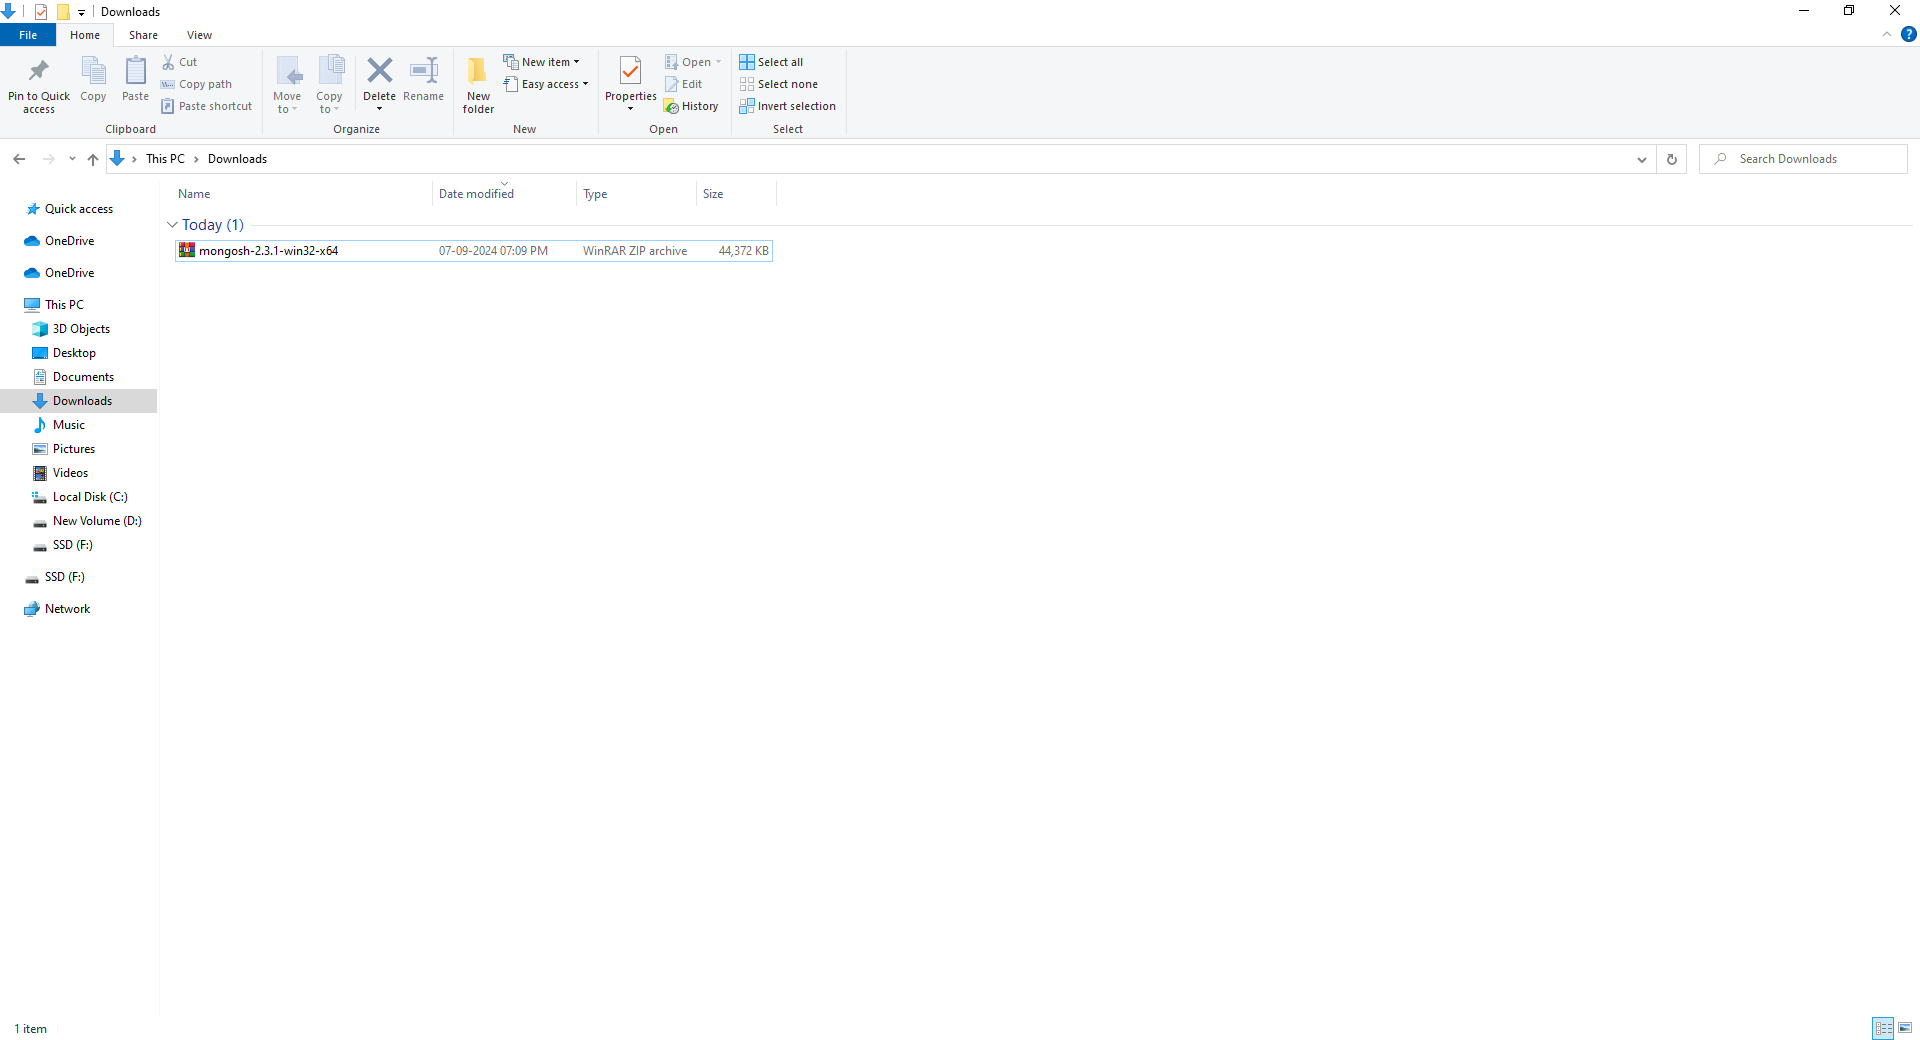 Downloads
File Home Share View
Pin to Quick access
Copy
Paste
Cut
Copy path
Paste shortcut
Clipboard
Move to
Copy to
Delete
Rename
Organize
New folder
New item
Easy access
New
Properties
Open
Edit
History
Open
Select all
Select none
Invert selection
Select
This PC > Downloads
Search Downloads
Name Date modified Type Size
Today (1)
mongosh-2.3.1-win32-x64 07-09-2024 07:09 PM WinRAR ZIP archive 44,372 KB
Quick access
OneDrive
OneDrive
This PC
3D Objects
Desktop
Documents
Downloads
Music
Pictures
Videos
Local Disk (C:)
New Volume (D:)
SSD (F:)
SSD (F:)
Network
1 item